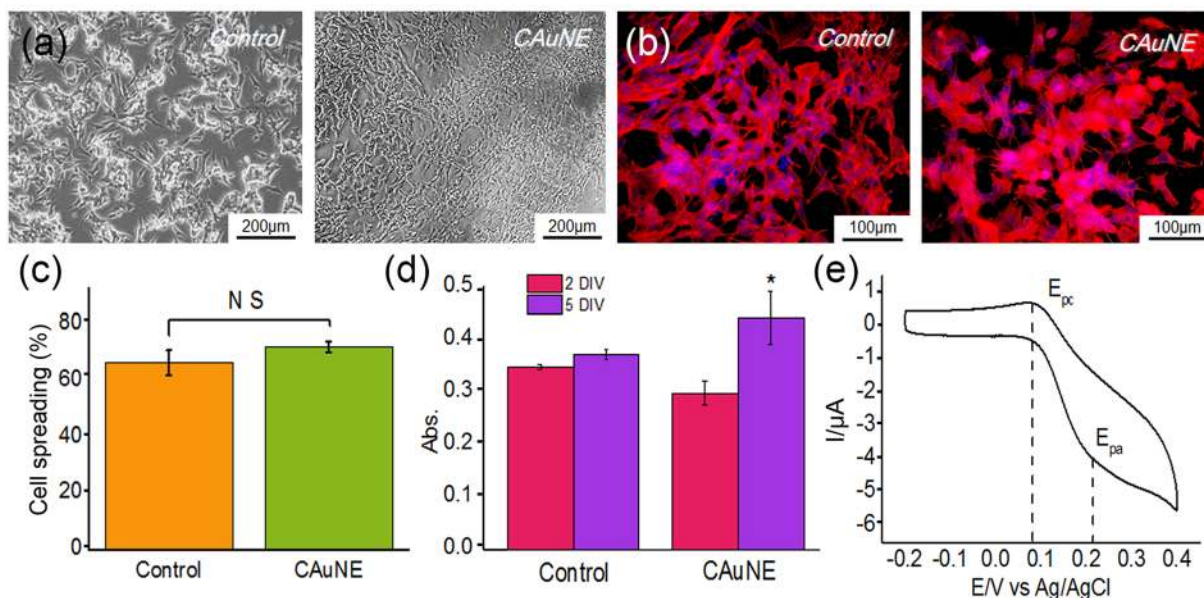 (a) Control
CAuNE
(b) Control
CAuNE
200µm
200µm
100µm
100µm
(c)
N S
Cell spreading (%)
80
60
40
20
0
Control
CAuNE
(d)
2 DIV
5 DIV
*
Abs.
0.5
0.4
0.3
0.2
0.1
0.0
Control
CAuNE
(e)
Epc
Epa
I/µA
1
0
-1
-2
-3
-4
-5
-6
-0.2 -0.1 0.0 0.1 0.2 0.3 0.4
E/V vs Ag/AgCl